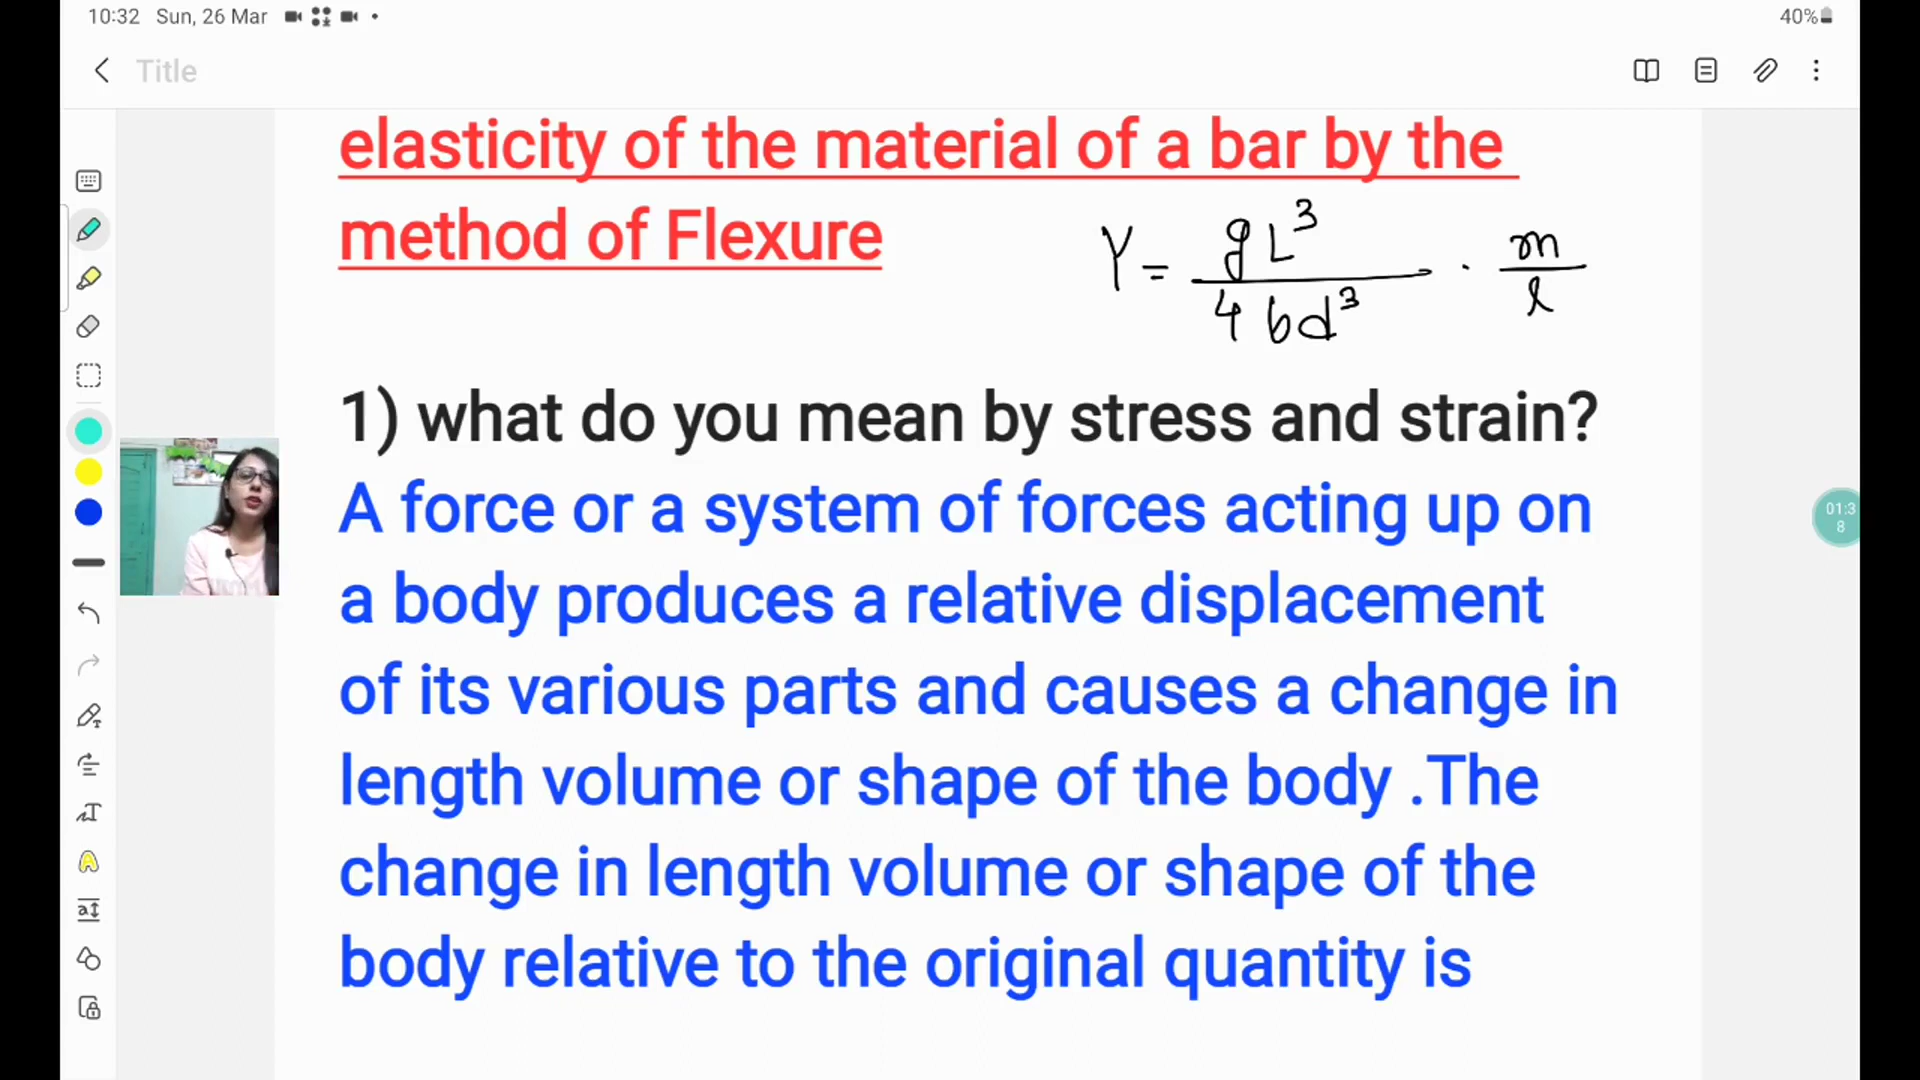 10:32 Sun, 26 Mar
40%
Title
elasticity of the material of a bar by the
method of Flexure
Y = gL³ / 4bd³ · m / l
1) what do you mean by stress and strain?
A force or a system of forces acting up on
a body produces a relative displacement
of its various parts and causes a change in
length volume or shape of the body .The
change in length volume or shape of the
body relative to the original quantity is
01:3
8